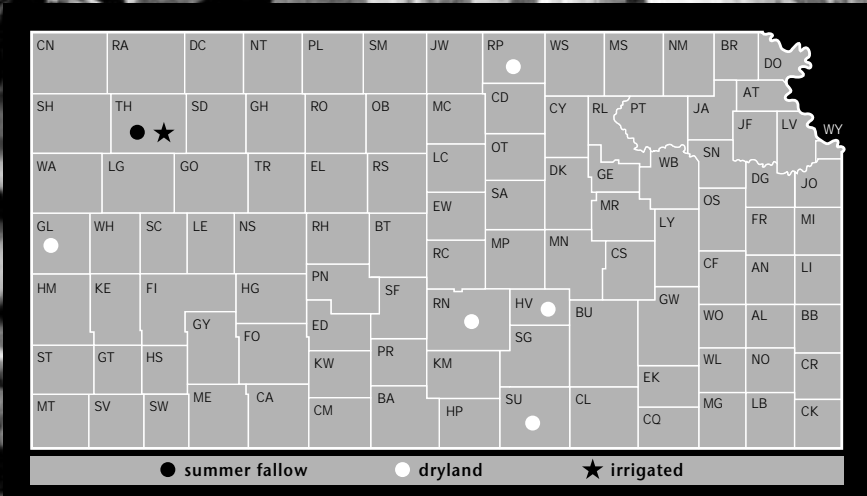 CN RA DC NT PL SM JW RP WS MS NM BR DO
SH TH SD GH RO OB MC CD CY RL PT JA AT JF LV WY
WA LG GO TR EL RS LC OT DK GE WB SN DG JO
GL WH SC LE NS RH BT EW SA MR LY OS FR MI
RC MP MN CS CF AN LI
HM KE FI HG PN SF RN HV BU GW
GY FO ED SG WO AL BB
ST GT HS KW PR KM EK WL NO CR
MT SV SW ME CA CM BA HP SU CL CQ MG LB CK
summer fallow dryland irrigated